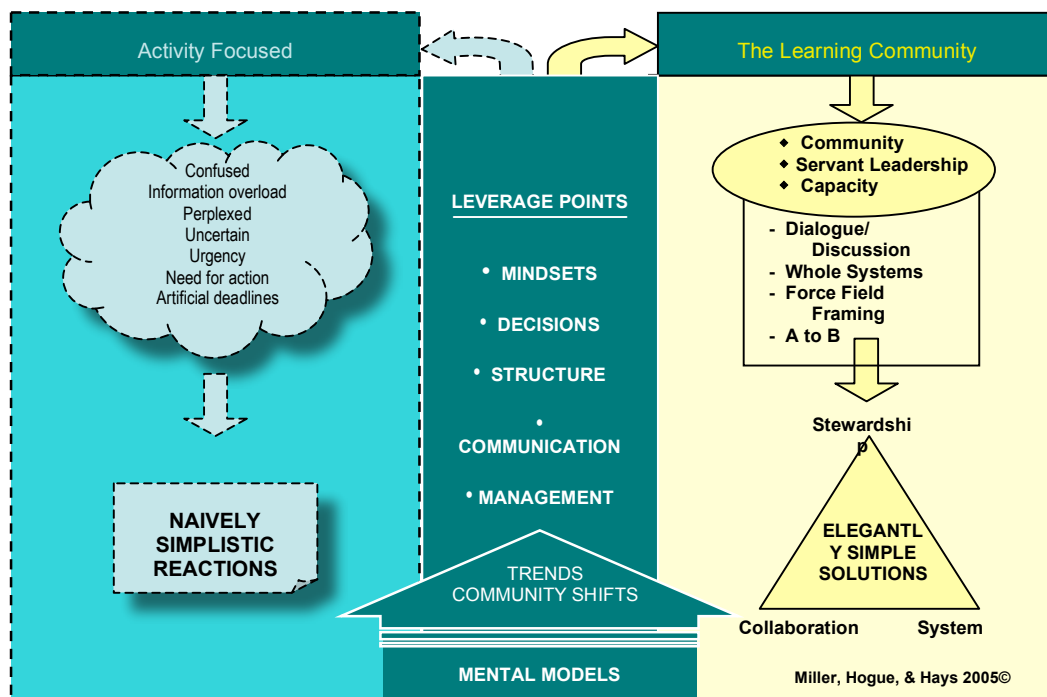 Activity Focused
Confused
Information overload
Perplexed
Uncertain
Urgency
Need for action
Artificial deadlines
NAIVELY
SIMPLISTIC
REACTIONS
LEVERAGE POINTS
• MINDSETS
• DECISIONS
• STRUCTURE
•
COMMUNICATION
• MANAGEMENT
TRENDS
COMMUNITY SHIFTS
MENTAL MODELS
The Learning Community
◆ Community
◆ Servant Leadership
◆ Capacity
- Dialogue/
Discussion
- Whole Systems
- Force Field
Framing
- A to B
Stewardshi
p
ELEGANTL
Y SIMPLE
SOLUTIONS
Collaboration System
Miller, Hogue, & Hays 2005©